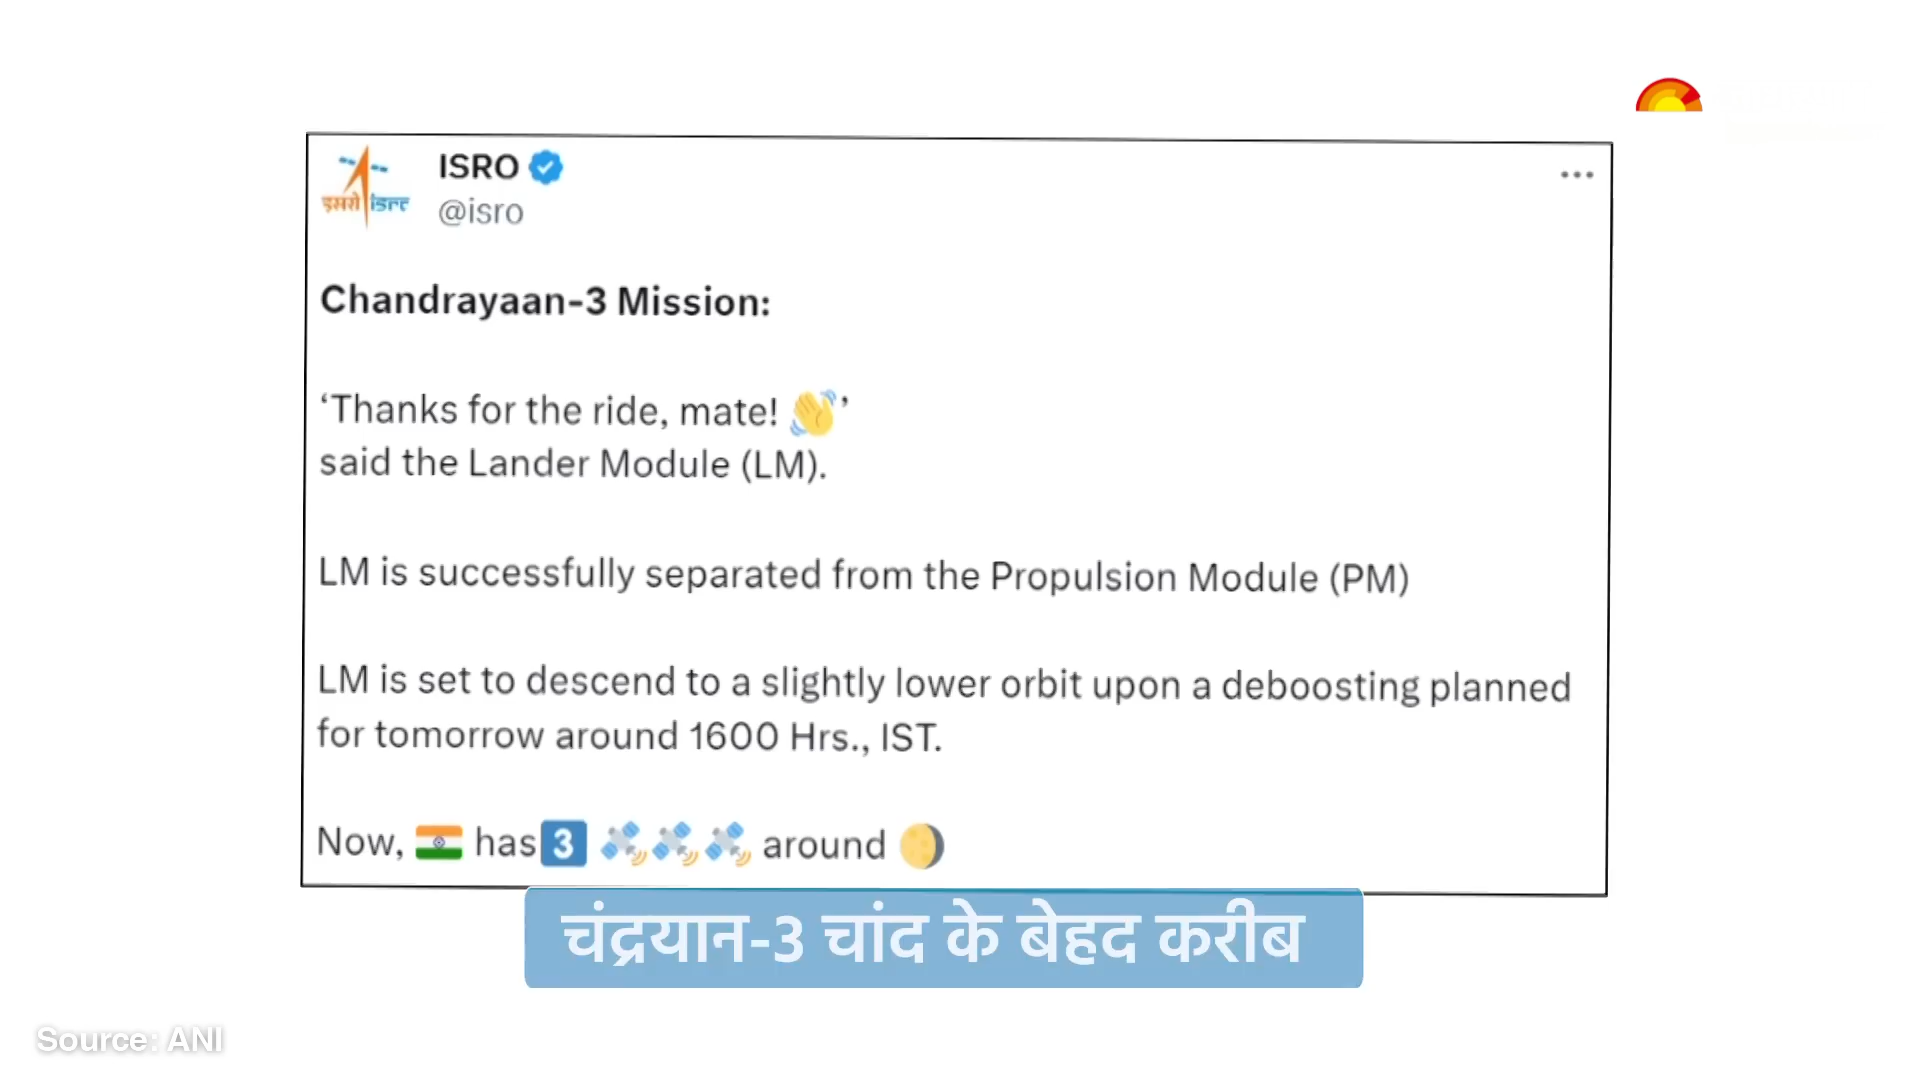 इसरो isro
ISRO
@isro
Chandrayaan-3 Mission:
‘Thanks for the ride, mate! 👋’
said the Lander Module (LM).
LM is successfully separated from the Propulsion Module (PM)
LM is set to descend to a slightly lower orbit upon a deboosting planned
for tomorrow around 1600 Hrs., IST.
Now, 🇮🇳 has 3️⃣ 🛰️🛰️🛰️ around 🌖
चंद्रयान-3 चांद के बेहद करीब
Source: ANI